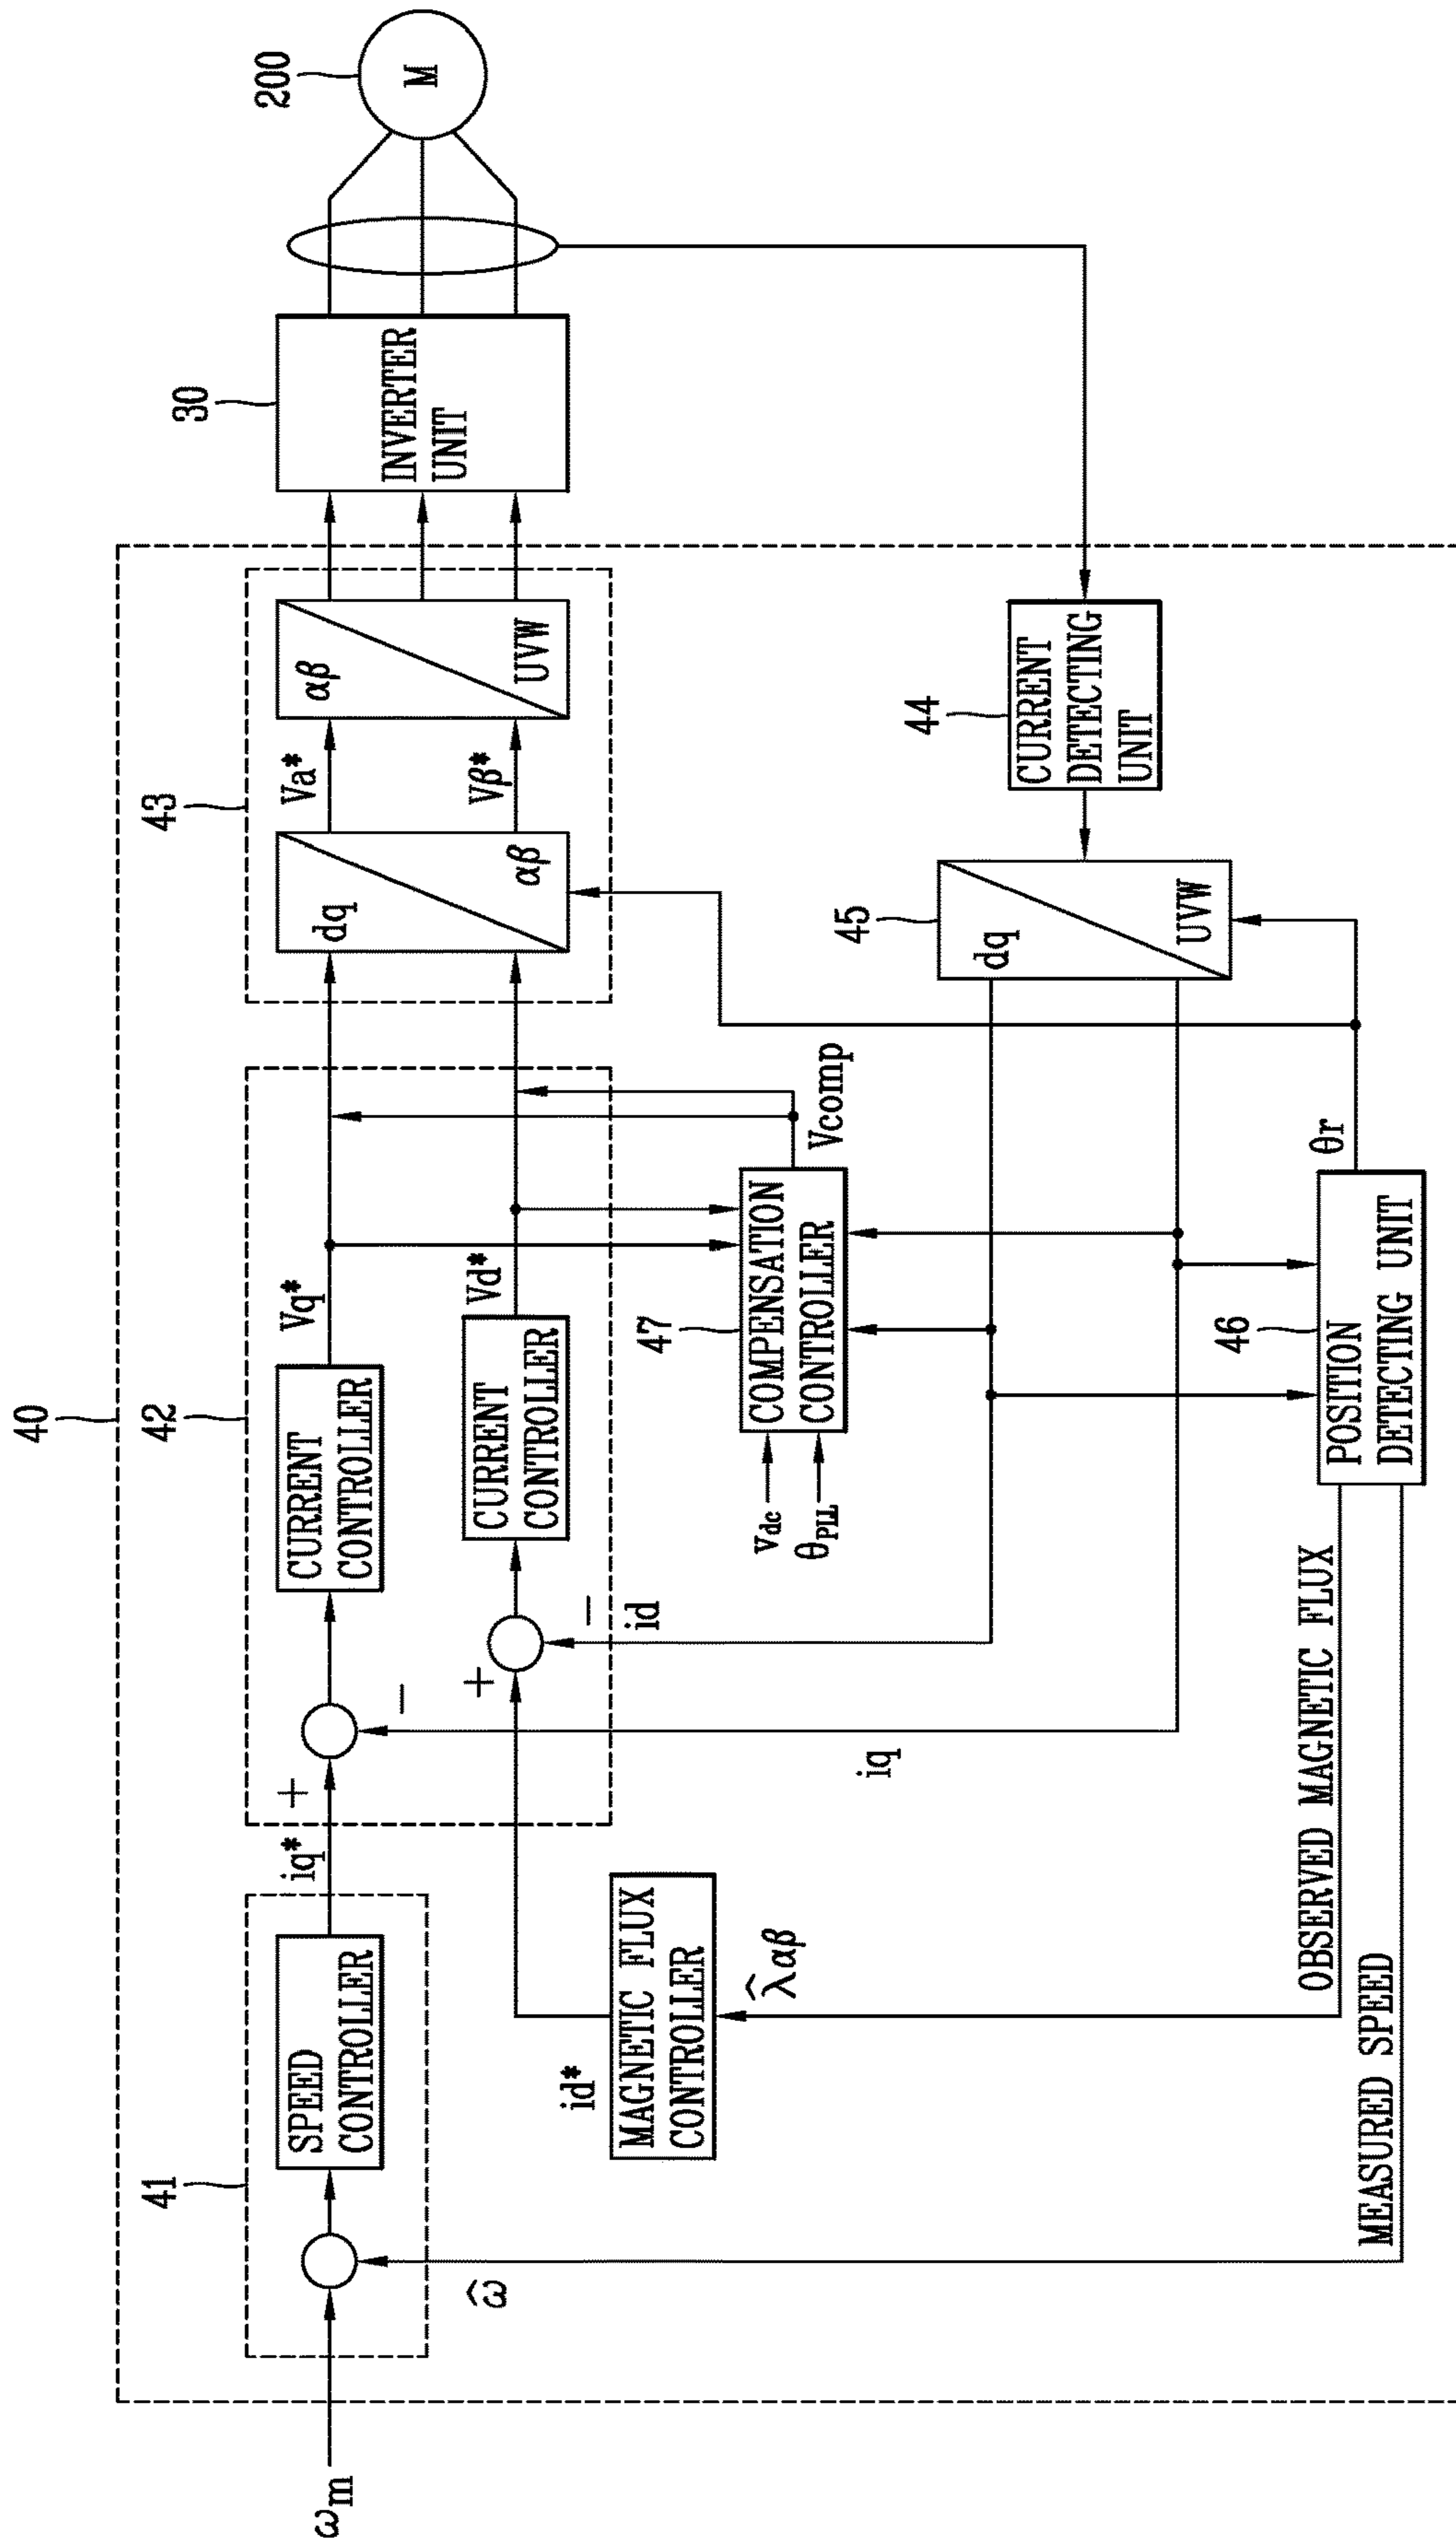 40
41
42
43
30
200
ωm
ω̂
SPEED
CONTROLLER
iq*
+
−
CURRENT
CONTROLLER
Vq*
dq
αβ
Va*
Vβ*
αβ
UVW
INVERTER
UNIT
M
id*
MAGNETIC FLUX
CONTROLLER
λ̂αβ
+
−
id
CURRENT
CONTROLLER
Vd*
47
COMPENSATION
CONTROLLER
Vdc
θPLL
Vcomp
iq
45
dq
UVW
44
CURRENT
DETECTING
UNIT
46
POSITION
DETECTING UNIT
θr
OBSERVED MAGNETIC FLUX
MEASURED SPEED